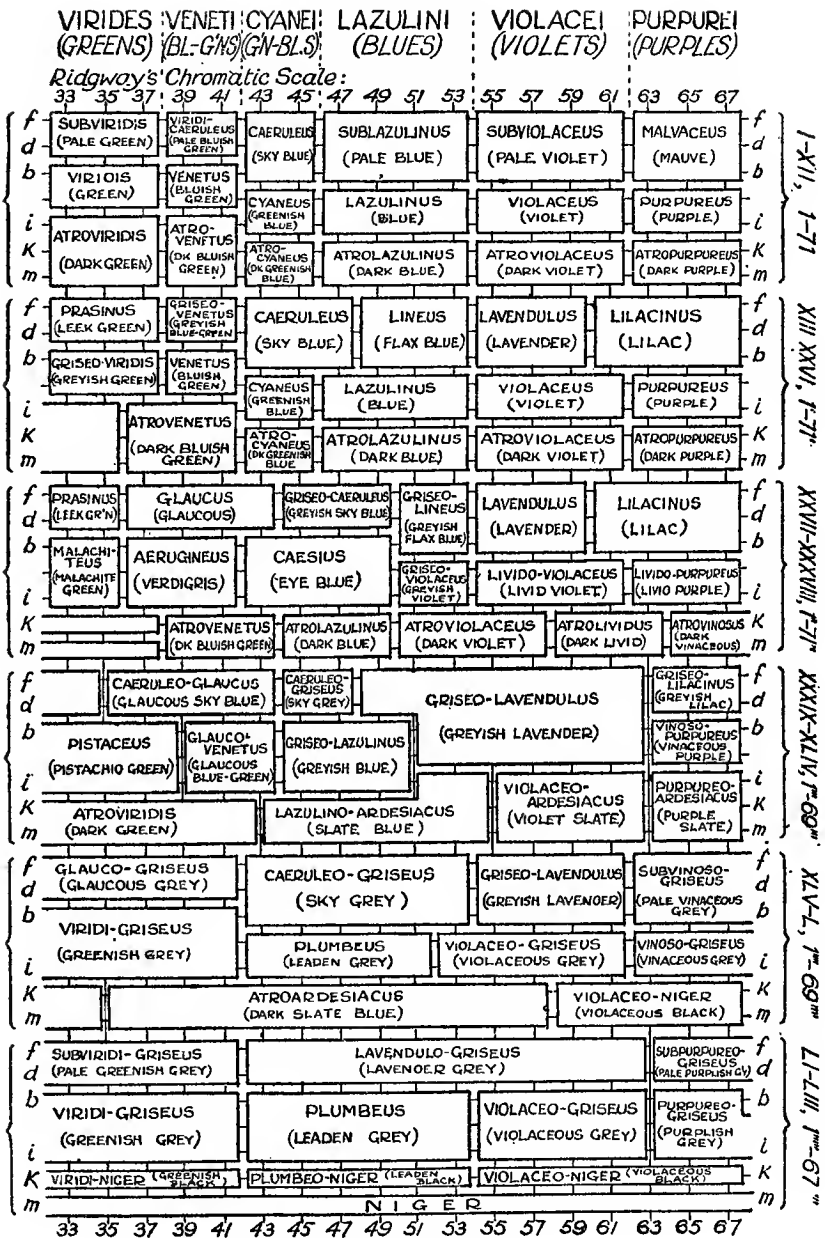 VIRIDES VENETI CYANEI LAZULINI VIOLACEI PURPUREI
(GREENS) (BL-G'NS) (G'N-BL.S) (BLUES) (VIOLETS) (PURPLES)
Ridgway's Chromatic Scale:
33 35 37 39 41 43 45 47 49 51 53 55 57 59 61 63 65 67
I-XII, 1-71
f
d
b
i
K
m
SUBVIRIDIS
(PALE GREEN)
VIRIDI-
CAERULEUS
(PALE BLUISH
GREEN)
CAERULEUS
(SKY BLUE)
SUBLAZULINUS
(PALE BLUE)
SUBVIOLACEUS
(PALE VIOLET)
MALVACEUS
(MAUVE)
VIRIDIS
(GREEN)
VENETUS
(BLUISH
GREEN)
CYANEUS
(GREENISH
BLUE)
LAZULINUS
(BLUE)
VIOLACEUS
(VIOLET)
PURPUREUS
(PURPLE)
ATROVIRIDIS
(DARK GREEN)
ATRO-
VENETUS
(DK BLUISH
GREEN)
ATRO-
CYANEUS
(DK GREENISH
BLUE)
ATROLAZULINUS
(DARK BLUE)
ATROVIOLACEUS
(DARK VIOLET)
ATROPURPUREUS
(DARK PURPLE)
f
d
b
i
K
m
XIII-XXVI, 1'-71'
f
d
b
i
K
m
PRASINUS
(LEEK GREEN)
GRISEO-
VENETUS
(GREYISH
BLUE-GREEN
CAERULEUS
(SKY BLUE)
LINEUS
(FLAX BLUE)
LAVENDULUS
(LAVENDER)
LILACINUS
(LILAC)
GRISEO-VIRIDIS
(GREYISH GREEN)
VENETUS
(BLUISH
GREEN)
CYANEUS
(GREENISH
BLUE)
LAZULINUS
(BLUE)
VIOLACEUS
(VIOLET)
PURPUREUS
(PURPLE)
ATROVENETUS
(DARK BLUISH
GREEN)
ATRO-
CYANEUS
(DK GREENISH
BLUE
ATROLAZULINUS
(DARK BLUE)
ATROVIOLACEUS
(DARK VIOLET)
ATROPURPUREUS
(DARK PURPLE)
f
d
b
i
K
m
XXVII-XXXVIII, 1"-71"
f
d
b
i
K
m
PRASINUS
(LEEK GR'N)
GLAUCUS
(GLAUCOUS)
GRISEO-CAERULEUS
(GREYISH SKY BLUE)
GRISEO-
LINEUS
(GREYISH
FLAX BLUE)
LAVENDULUS
(LAVENDER)
LILACINUS
(LILAC)
MALACHI-
TEUS
(MALACHITE
GREEN)
AERUGINEUS
(VERDIGRIS)
CAESIUS
(EYE BLUE)
GRISEO-
VIOLACEUS
(GREYISH
VIOLET)
LIVIDO-VIOLACEUS
(LIVID VIOLET)
LIVIDO-PURPUREUS
(LIVID PURPLE)
ATROVENETUS
(DK BLUISH GREEN)
ATROLAZULINUS
(DARK BLUE)
ATROVIOLACEUS
(DARK VIOLET)
ATROLIVIDUS
(DARK LIVID)
ATROVINOSUS
(DARK
VINACEOUS)
f
d
b
i
K
m
XXXIX-XLIV, 1"'-69"'
f
d
b
i
K
m
CAERULEO-GLAUCUS
(GLAUCOUS SKY BLUE)
CAERULEO-
GRISEUS
(SKY GREY)
GRISEO-LAVENDULUS
(GREYISH LAVENDER)
GRISEO-
LILACINUS
(GREYISH
LILAC)
PISTACEUS
(PISTACHIO GREEN)
GLAUCO-
VENETUS
(GLAUCOUS
BLUE-GREEN)
GRISEO-LAZULINUS
(GREYISH BLUE)
VINOSO-
PURPUREUS
(VINACEOUS
PURPLE)
ATROVIRIDIS
(DARK GREEN)
LAZULINO-ARDESIACUS
(SLATE BLUE)
VIOLACEO-
ARDESIACUS
(VIOLET SLATE)
PURPUREO-
ARDESIACUS
(PURPLE
SLATE)
f
d
b
i
K
m
XLV-L, 1""-69""
f
d
b
i
K
m
GLAUCO-GRISEUS
(GLAUCOUS GREY)
CAERULEO-GRISEUS
(SKY GREY)
GRISEO-LAVENDULUS
(GREYISH LAVENDER)
SUBVINOSO-
GRISEUS
(PALE VINACEOUS
GREY)
VIRIDI-GRISEUS
(GREENISH GREY)
PLUMBEUS
(LEADEN GREY)
VIOLACEO-GRISEUS
(VIOLACEOUS GREY)
VINOSO-GRISEUS
(VINACEOUS GREY)
ATROARDESIACUS
(DARK SLATE BLUE)
VIOLACEO-NIGER
(VIOLACEOUS BLACK)
f
d
b
i
K
m
LI-LIII,
f
d
b
i
K
m
SUBVIRIDI-GRISEUS
(PALE GREENISH GREY)
LAVENDULO-GRISEUS
(LAVENDER GREY)
SUBPURPUREO-
GRISEUS
(PALE PURPLISH GY)
VIRIDI-GRISEUS
(GREENISH GREY)
PLUMBEUS
(LEADEN GREY)
VIOLACEO-GRISEUS
(VIOLACEOUS GREY)
PURPUREO-
GRISEUS
(PURPLISH
GREY)
VIRIDI-NIGER (GREENISH BLACK)
PLUMBEO-NIGER (LEADEN BLACK)
VIOLACEO-NIGER (VIOLACEOUS BLACK)
NIGER
f
d
b
i
K
m
33 35 37 39 41 43 45 47 49 51 53 55 57 59 61 63 65 67